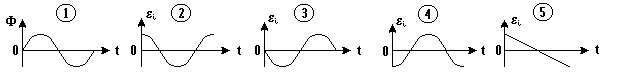 Φ 0 t ①
εᵢ 0 t ②
εᵢ 0 t ③
εᵢ 0 t ④
εᵢ 0 t ⑤